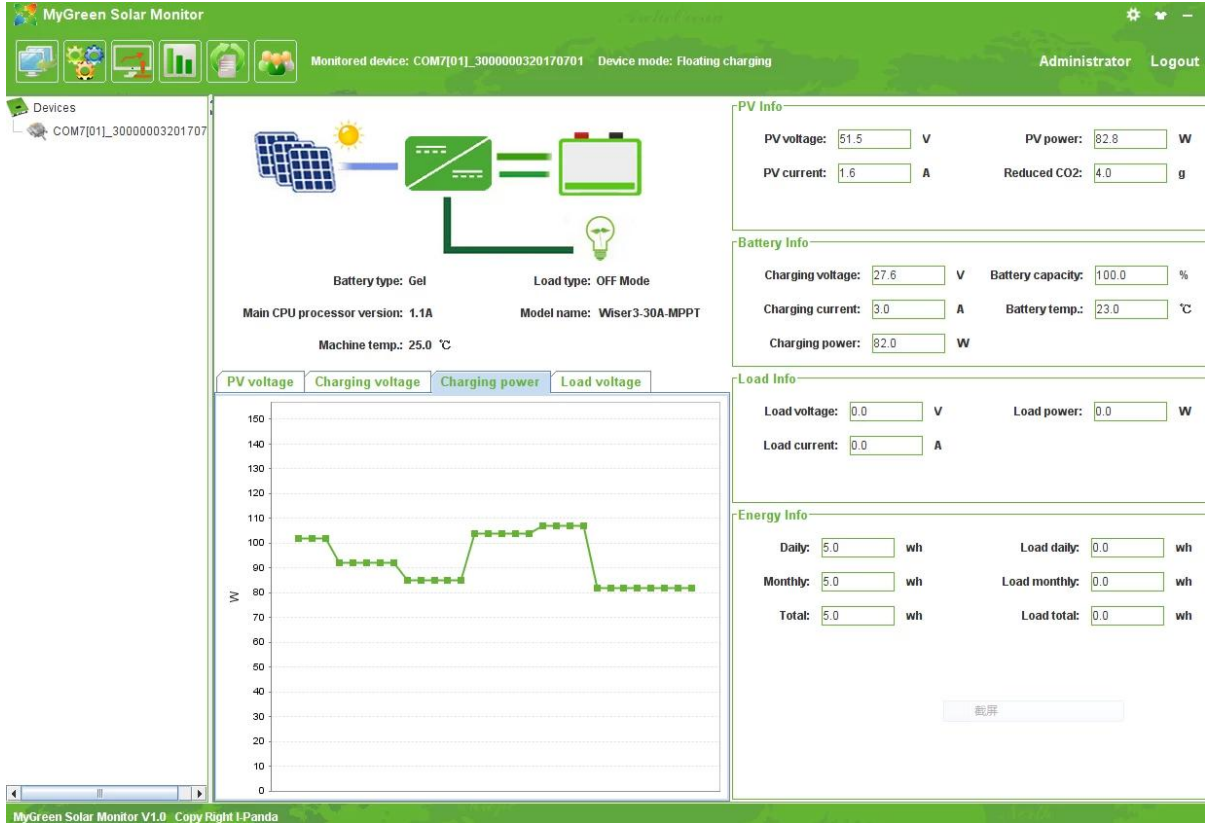 MyGreen Solar Monitor
Monitored device: COM7[01]_3000000320170701 Device mode: Floating charging
Administrator Logout
Devices
COM7[01]_30000003201707
Battery type: Gel Load type: OFF Mode
Main CPU processor version: 1.1A Model name: Wiser3-30A-MPPT
Machine temp.: 25.0 ℃
PV voltage Charging voltage Charging power Load voltage
150
140
130
120
110
100
90
80
70
60
50
40
30
20
10
0
W
PV Info
PV voltage: 51.5 V PV power: 82.8 W
PV current: 1.6 A Reduced CO2: 4.0 g
Battery Info
Charging voltage: 27.6 V Battery capacity: 100.0 %
Charging current: 3.0 A Battery temp.: 23.0 ℃
Charging power: 82.0 W
Load Info
Load voltage: 0.0 V Load power: 0.0 W
Load current: 0.0 A
Energy Info
Daily: 5.0 wh Load daily: 0.0 wh
Monthly: 5.0 wh Load monthly: 0.0 wh
Total: 5.0 wh Load total: 0.0 wh
截屏
MyGreen Solar Monitor V1.0 Copy Right I-Panda